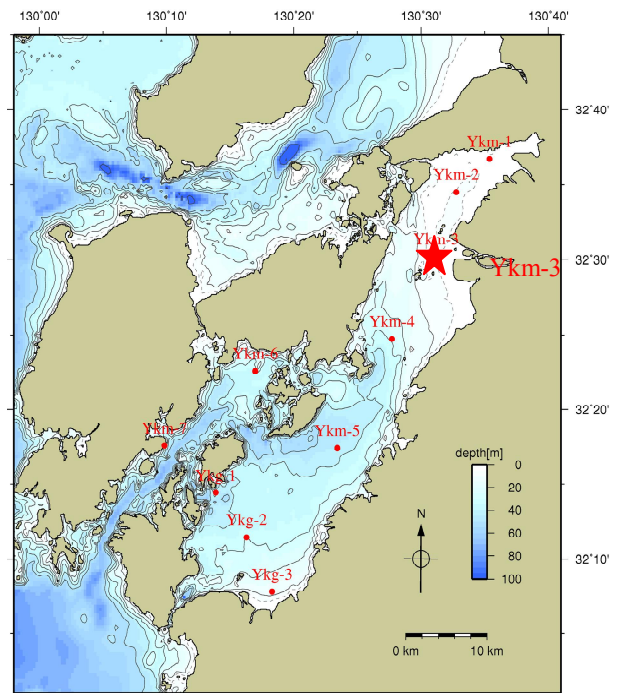 130°00' 130°10' 130°20' 130°30' 130°40'
32°40'
Ykm-1
Ykm-2
Ykm-3
32°30'
Ykm-3
Ykm-4
Ykm-6
32°20'
Ykm-7
Ykm-5
Ykg-1
depth[m]
0
20
40
60
80
100
Ykg-2
N
32°10'
Ykg-3
0 km 10 km